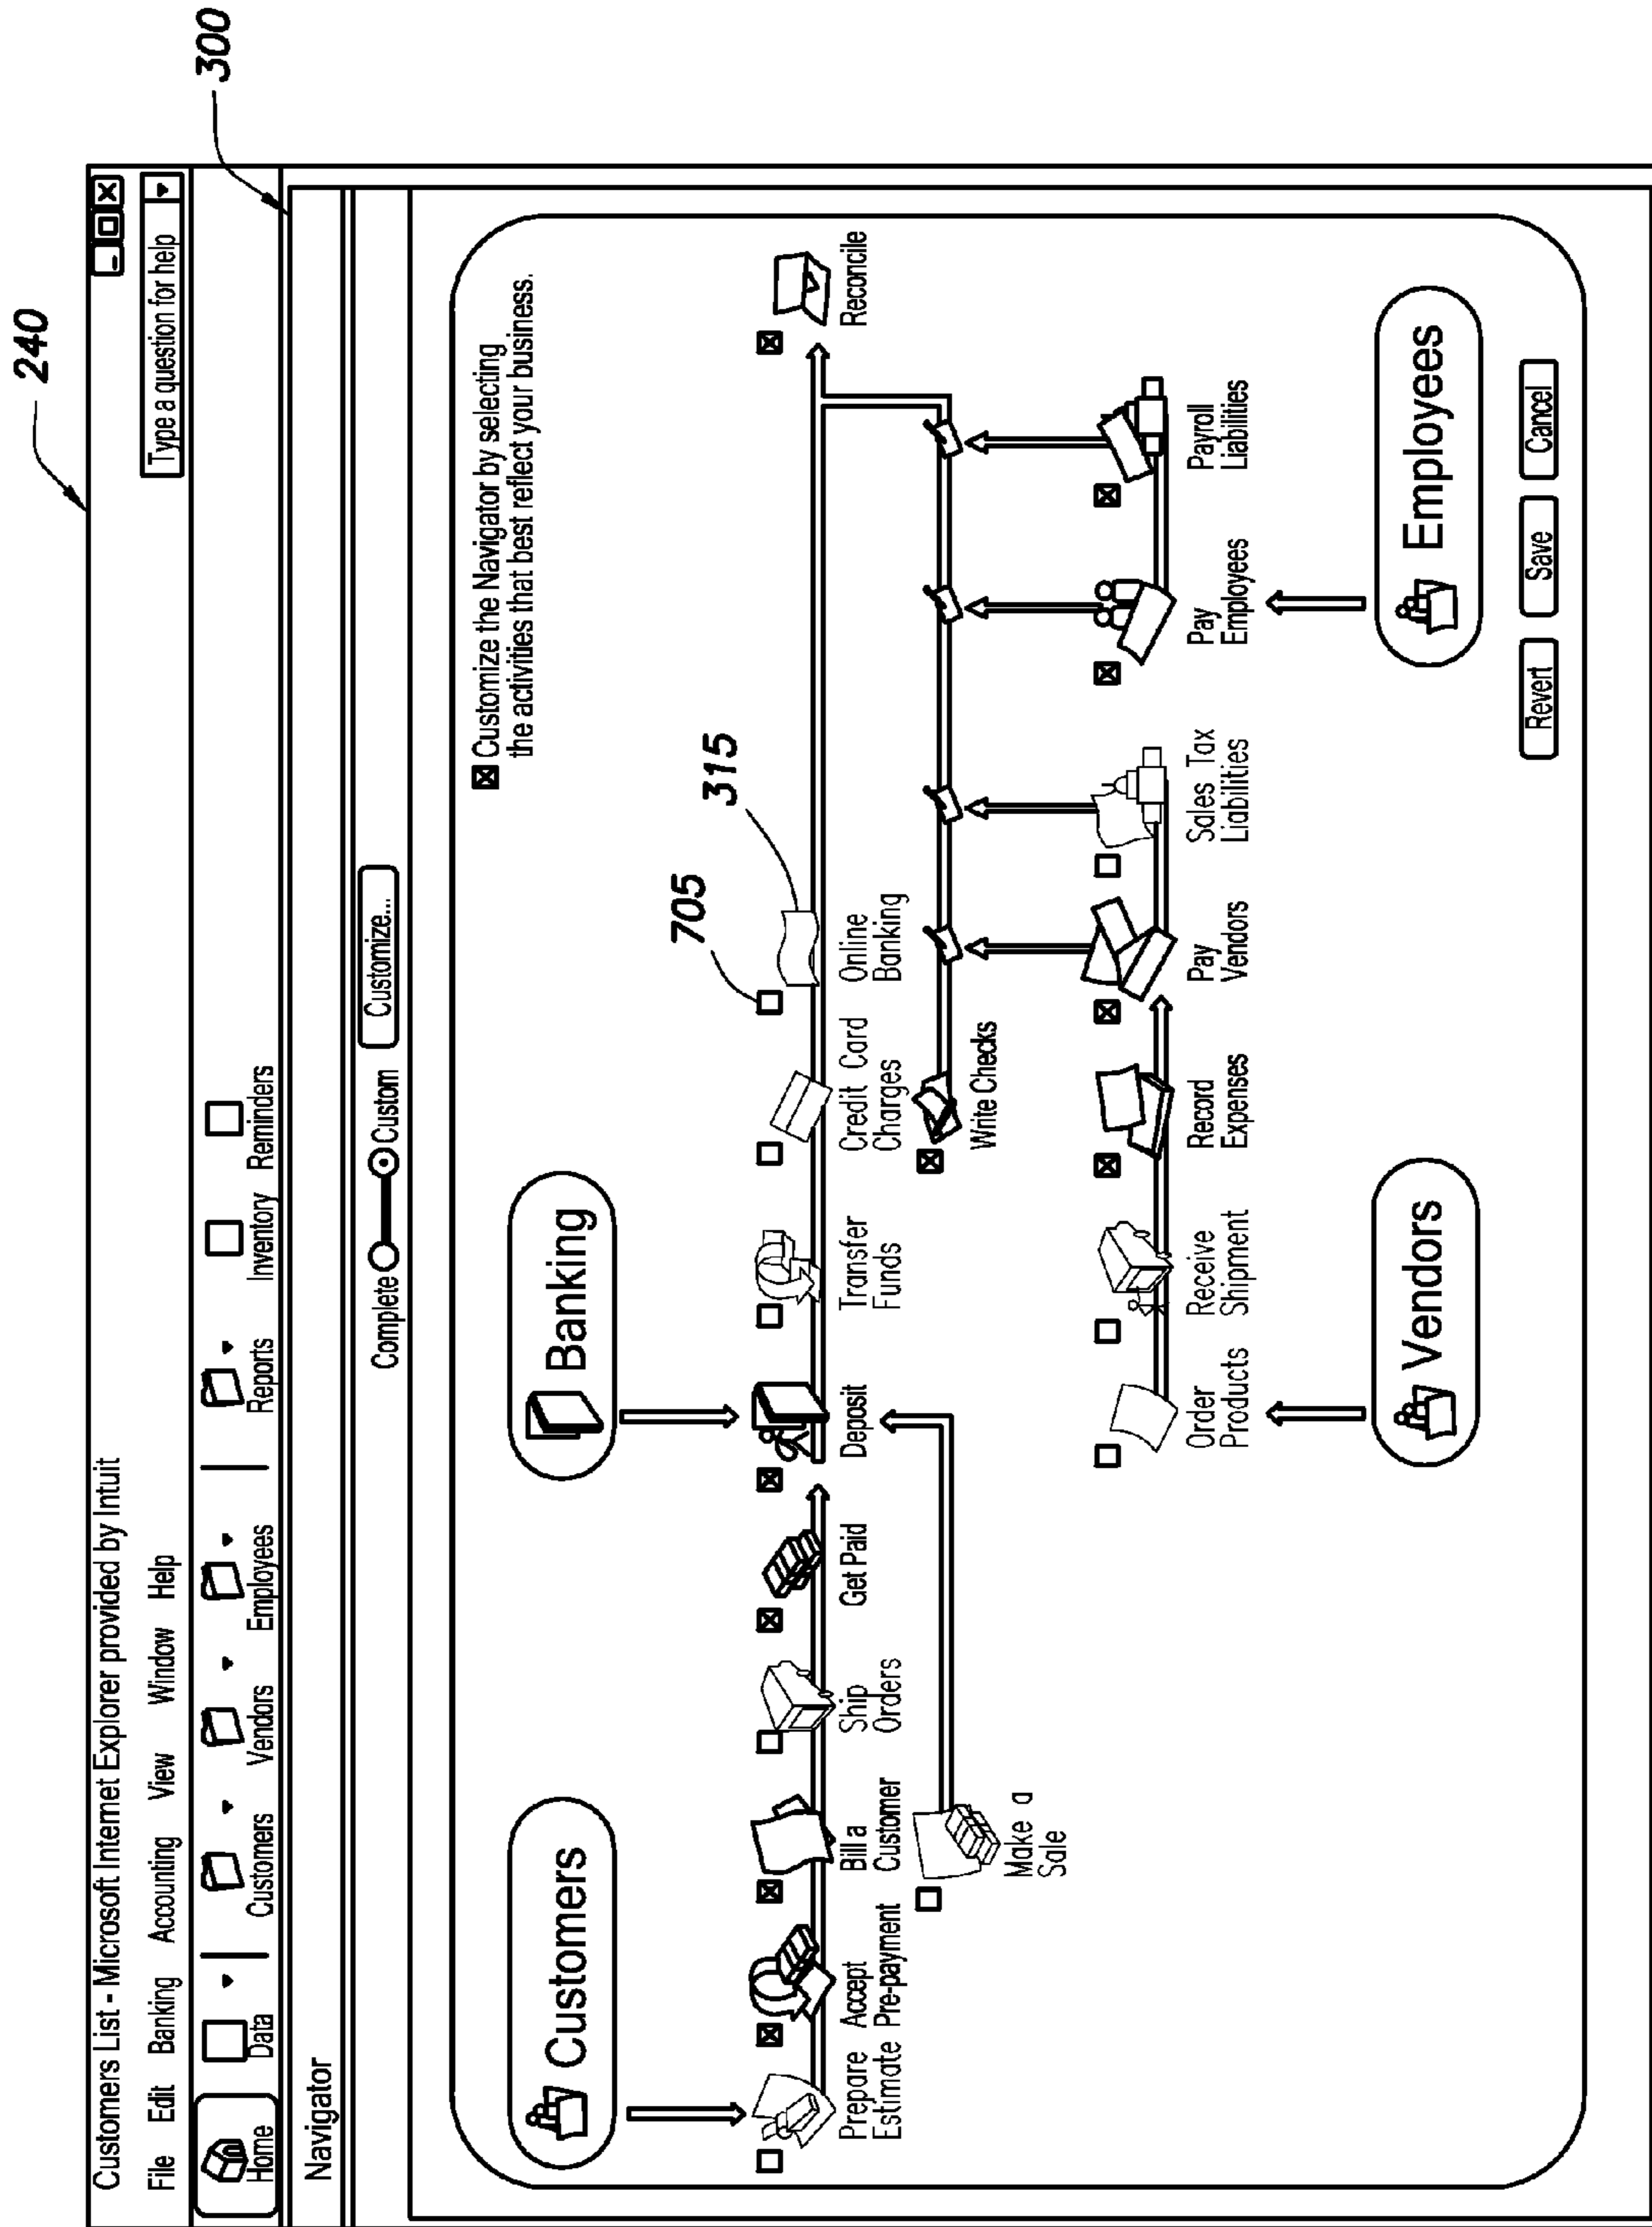 240
300
Customers List - Microsoft Internet Explorer provided by Intuit
File Edit Banking Accounting View Window Help
Type a question for help
Home Data Customers Vendors Employees Reports Inventory Reminders
Navigator
Complete Custom Customize...
Customize the Navigator by selecting
the activities that best reflect your business.
Customers
Banking
705
315
Prepare
Estimate
Accept
Pre-payment
Bill a
Customer
Ship
Orders
Get Paid
Deposit
Transfer
Funds
Credit Card
Charges
Online
Banking
Reconcile
Make a
Sale
Write Checks
Order
Products
Receive
Shipment
Record
Expenses
Pay
Vendors
Sales Tax
Liabilities
Pay
Employees
Payroll
Liabilities
Vendors
Employees
Revert Save Cancel